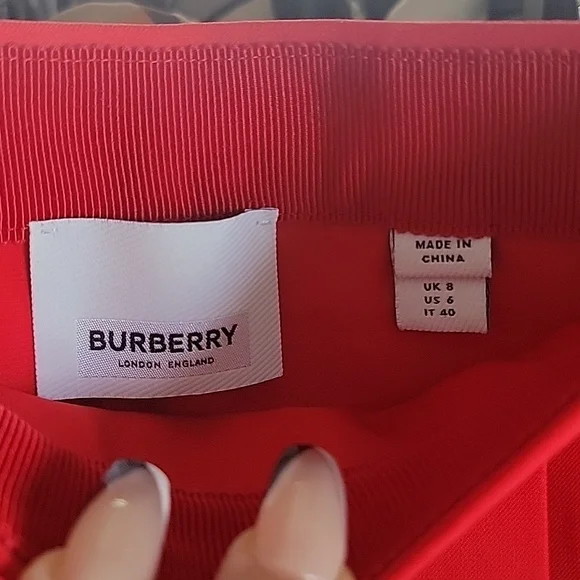 BURBERRY
LONDON ENGLAND
MADE IN
CHINA
UK 8
US 6
IT 40